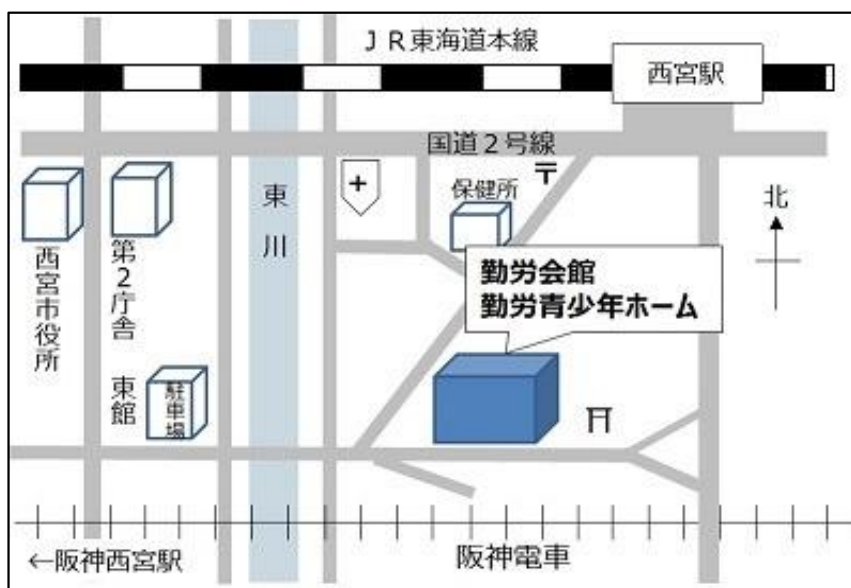 ＪＲ東海道本線
西宮駅
国道２号線
〒
保健所
北
東川
西宮市役所
第２庁舎
勤労会館
勤労青少年ホーム
東館
駐車場
←阪神西宮駅
阪神電車